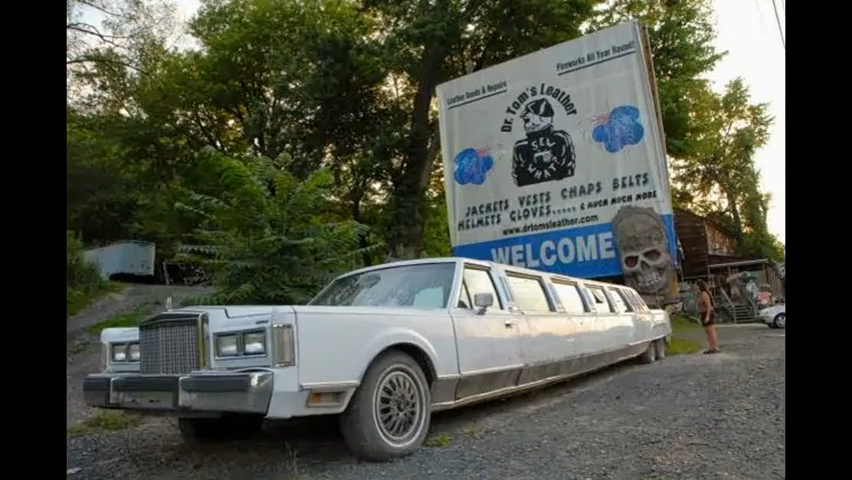 Leather Goods & Repairs
Fireworks All Year Round!
Dr. Tom's Leather
JACKETS VESTS CHAPS BELTS
HELMETS GLOVES..... & MUCH MUCH MORE
www.drtomsleather.com
WELCOME